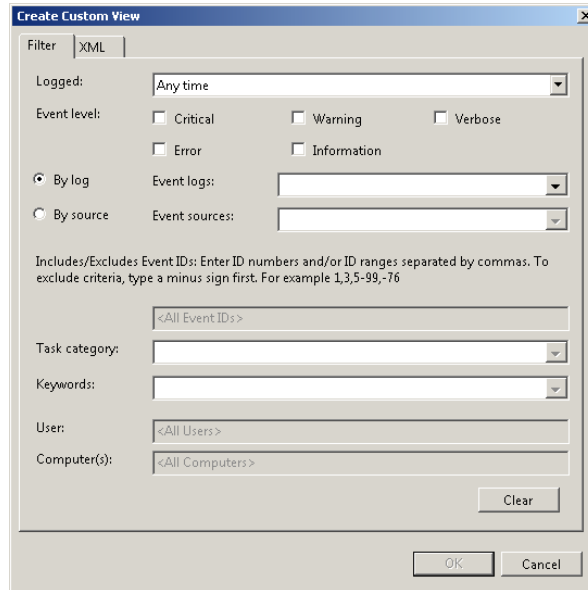 Create Custom View
Filter XML
Logged: Any time
Event level: Critical Warning Verbose
Error Information
By log Event logs:
By source Event sources:
Includes/Excludes Event IDs: Enter ID numbers and/or ID ranges separated by commas. To
exclude criteria, type a minus sign first. For example 1,3,5-99,-76
<All Event IDs>
Task category:
Keywords:
User: <All Users>
Computer(s): <All Computers>
Clear
OK Cancel